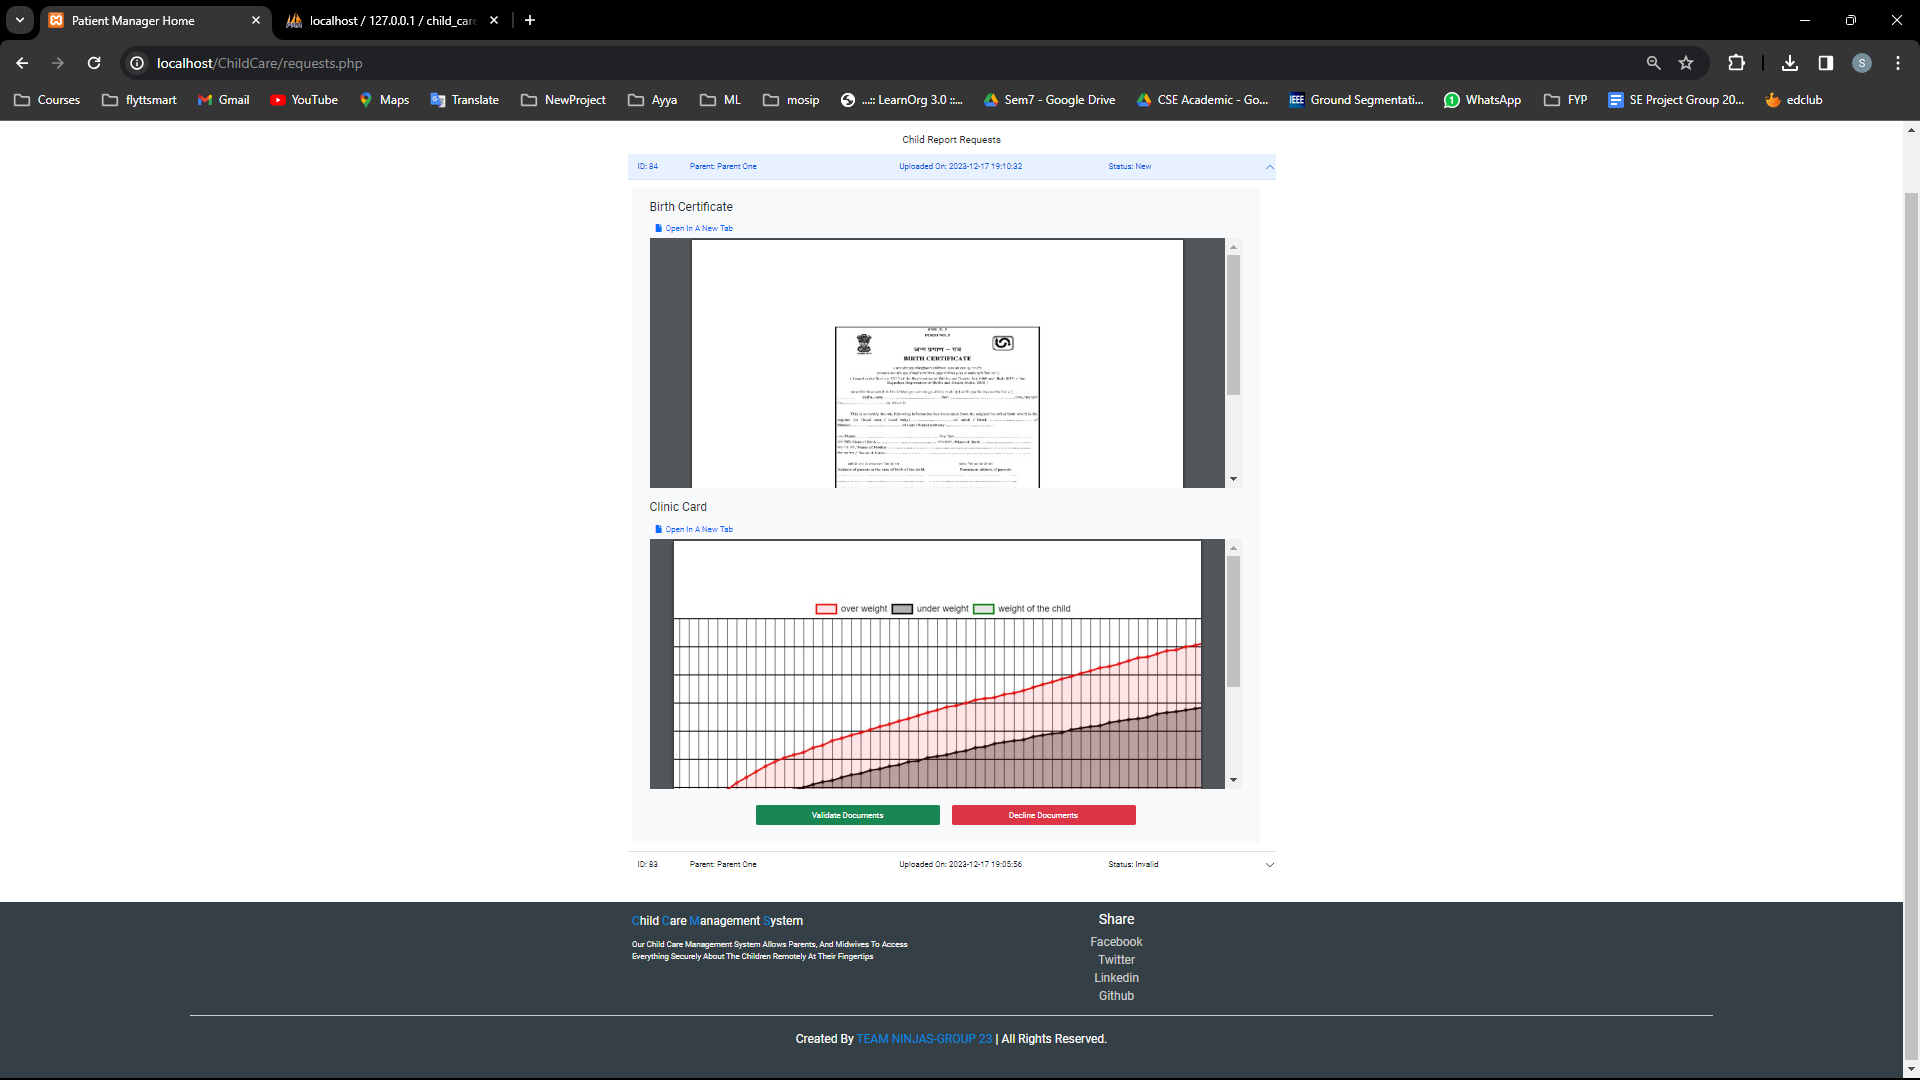 Patient Manager Home
localhost / 127.0.0.1 / child_care
localhost/ChildCare/requests.php
S
Courses
flyttsmart
Gmail
YouTube
Maps
Translate
NewProject
Ayya
ML
mosip
...:: LearnOrg 3.0 ::...
Sem7 - Google Drive
CSE Academic - Go...
IEEE
Ground Segmentati...
1
WhatsApp
FYP
SE Project Group 20...
edclub
Child Report Requests
ID: 84 Parent: Parent One Uploaded On: 2023-12-17 19:10:32 Status: New
Birth Certificate
Open In A New Tab
BIRTH CERTIFICATE
Clinic Card
Open In A New Tab
over weight under weight weight of the child
Validate Documents Decline Documents
ID: 83 Parent: Parent One Uploaded On: 2023-12-17 19:05:56 Status: Invalid
Child Care Management System
Our Child Care Management System Allows Parents, And Midwives To Access
Everything Securely About The Children Remotely At Their Fingertips
Share
Facebook
Twitter
Linkedin
Github
Created By TEAM NINJAS-GROUP 23 | All Rights Reserved.